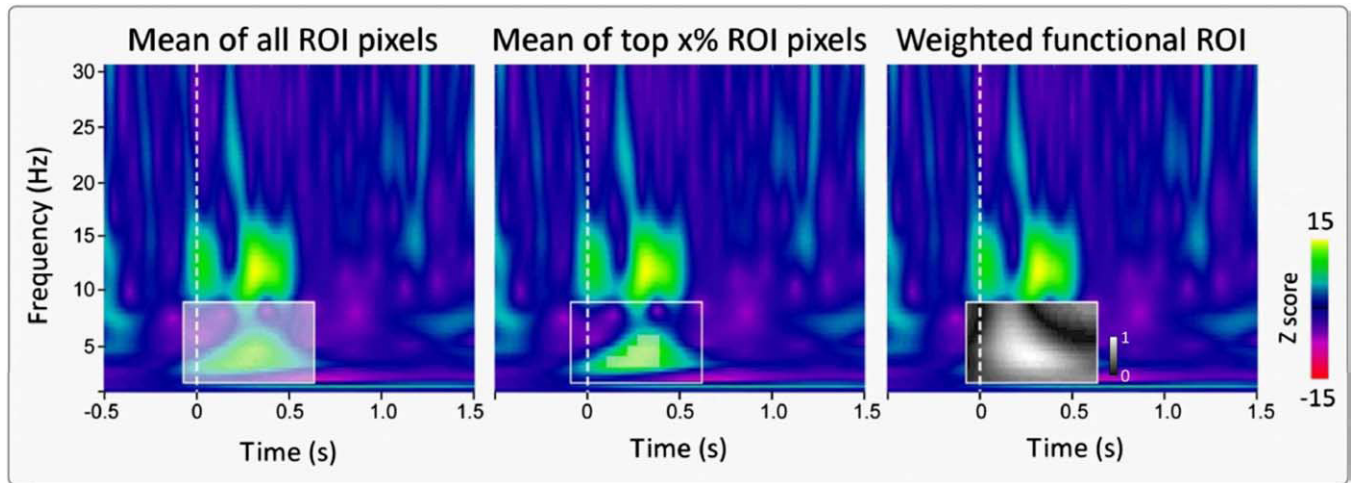 Mean of all ROI pixels
Mean of top x% ROI pixels
Weighted functional ROI
Frequency (Hz)
30
25
20
15
10
5
-0.5
0
0.5
1.0
1.5
Time (s)
0
0.5
1.0
1.5
Time (s)
1
0
0
0.5
1.0
1.5
Time (s)
15
Z score
-15